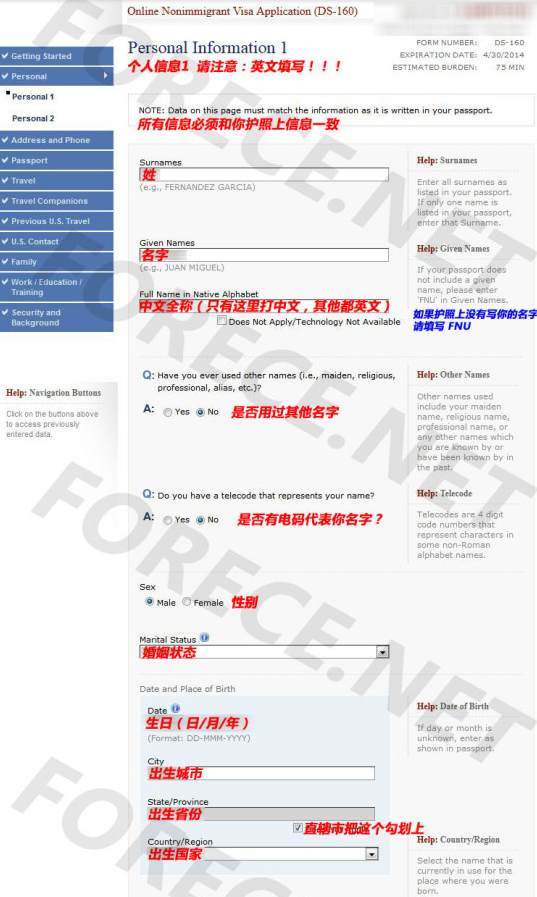 Online Nonimmigrant Visa Application (DS-160)
Personal Information 1
个人信息1 请注意：英文填写！！！
FORM NUMBER: DS-160
EXPIRATION DATE: 4/30/2014
ESTIMATED BURDEN: 75 MIN
Getting Started
Personal
Personal 1
Personal 2
Address and Phone
Passport
Travel
Travel Companions
Previous U.S. Travel
U.S. Contact
Family
Work / Education /
Training
Security and
Background
Help: Navigation Buttons
Click on the buttons above
to access previously
entered data.
NOTE: Data on this page must match the information as it is written in your passport.
所有信息必须和你护照上信息一致
Surnames
姓
(e.g., FERNANDEZ GARCIA)
Help: Surnames
Enter all surnames as
listed in your passport.
If only one name is
listed in your passport,
enter that Surname.
Given Names
名字
(e.g., JUAN MIGUEL)
Help: Given Names
If your passport does
not include a given
name, please enter
'FNU' in Given Names.
如果护照上没有写你的名字
请填写 FNU
Full Name in Native Alphabet
中文全称（只有这里打中文，其他都英文）
Does Not Apply/Technology Not Available
Q: Have you ever used other names (i.e., maiden, religious,
professional, alias, etc.)?
A: Yes No 是否用过其他名字
Help: Other Names
Other names used
include your maiden
name, religious name,
professional name, or
any other names which
you are known by or
have been known by in
the past.
Q: Do you have a telecode that represents your name?
A: Yes No 是否有电码代表你名字？
Help: Telecode
Telecodes are 4 digit
code numbers that
represent characters in
some non-Roman
alphabet names.
Sex
Male Female 性别
Marital Status
婚姻状态
Date and Place of Birth
Date
生日（日/月/年）
(Format: DD-MMM-YYYY)
Help: Date of Birth
If day or month is
unknown, enter as
shown in passport.
City
出生城市
State/Province
出生省份
直辖市把这个勾划上
Country/Region
出生国家
Help: Country/Region
Select the name that is
currently in use for the
place where you were
born.
FORECE.NET
FORECE.NET
FORECE.NET
FORECE.NET